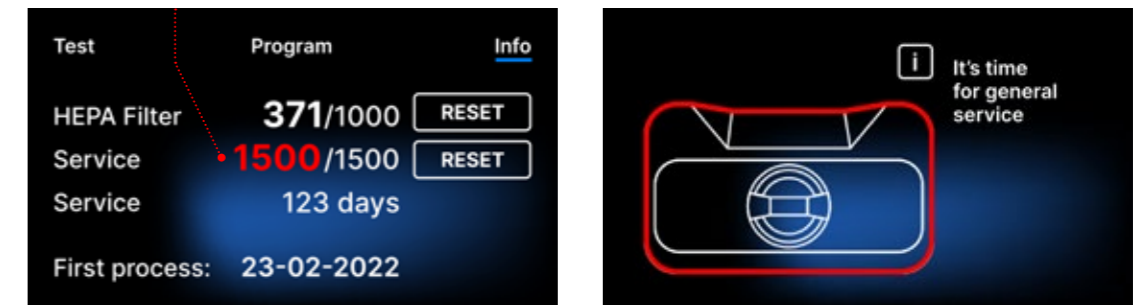 Test Program Info
HEPA Filter 371/1000 RESET
Service 1500/1500 RESET
Service 123 days
First process: 23-02-2022
i
It's time
for general
service